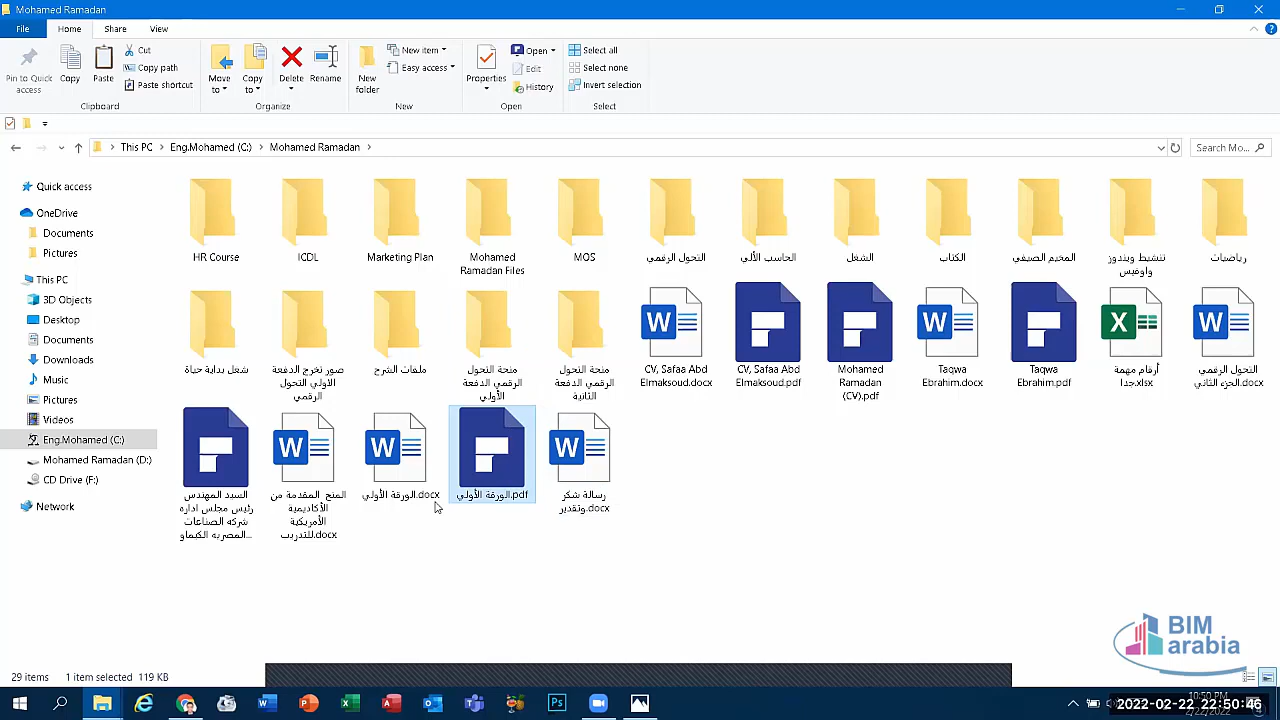 Mohamed Ramadan
File
Home
Share
View
Pin to Quick access
Copy
Paste
Cut
Copy path
Paste shortcut
Clipboard
Move to
Copy to
Delete
Rename
Organize
New folder
New item
Easy access
New
Properties
Open
Edit
History
Open
Select all
Select none
Invert selection
Select
This PC
Eng.Mohamed (C:)
Mohamed Ramadan
Search Mo...
Quick access
OneDrive
Documents
Pictures
This PC
3D Objects
Desktop
Documents
Downloads
Music
Pictures
Videos
Eng.Mohamed (C:)
Mohamed Ramadan (D:)
CD Drive (F:)
Network
HR Course
ICDL
Marketing Plan
Mohamed
Ramadan Files
MOS
التحول الرقمي
الحاسب الألي
الشغل
الكتاب
المخيم الصيفي
تنشيط ويندوز
واوفيس
رياضيات
شغل بداية حياة
صور تخرج الدفعة
الأولي التحول
الرقمي
ملفات الشرح
منحة التحول
الرقمي الدفعة
الأولي
منحة التحول
الرقمي الدفعة
الثانية
CV, Safaa Abd
Elmaksoud.docx
CV, Safaa Abd
Elmaksoud.pdf
Mohamed
Ramadan
(CV).pdf
Taqwa
Ebrahim.docx
Taqwa
Ebrahim.pdf
أرقام مهمة
جدا.xlsx
التحول الرقمي
الجزء الثاني.docx
السيد المهندس
رئيس مجلس اداره
شركه الصناعات
المصريه الكيماو...
المنح المقدمة من
الأكاديمية
الأمريكية
للتدريب.docx
الورقة الأولي.docx
الورقة الأولي.pdf
رسالة شكر
وتقدير.docx
BIM
arabia
29 items
1 item selected 119 KB
10:50 PM
2/22/2022
2022-02-22 22:50:46